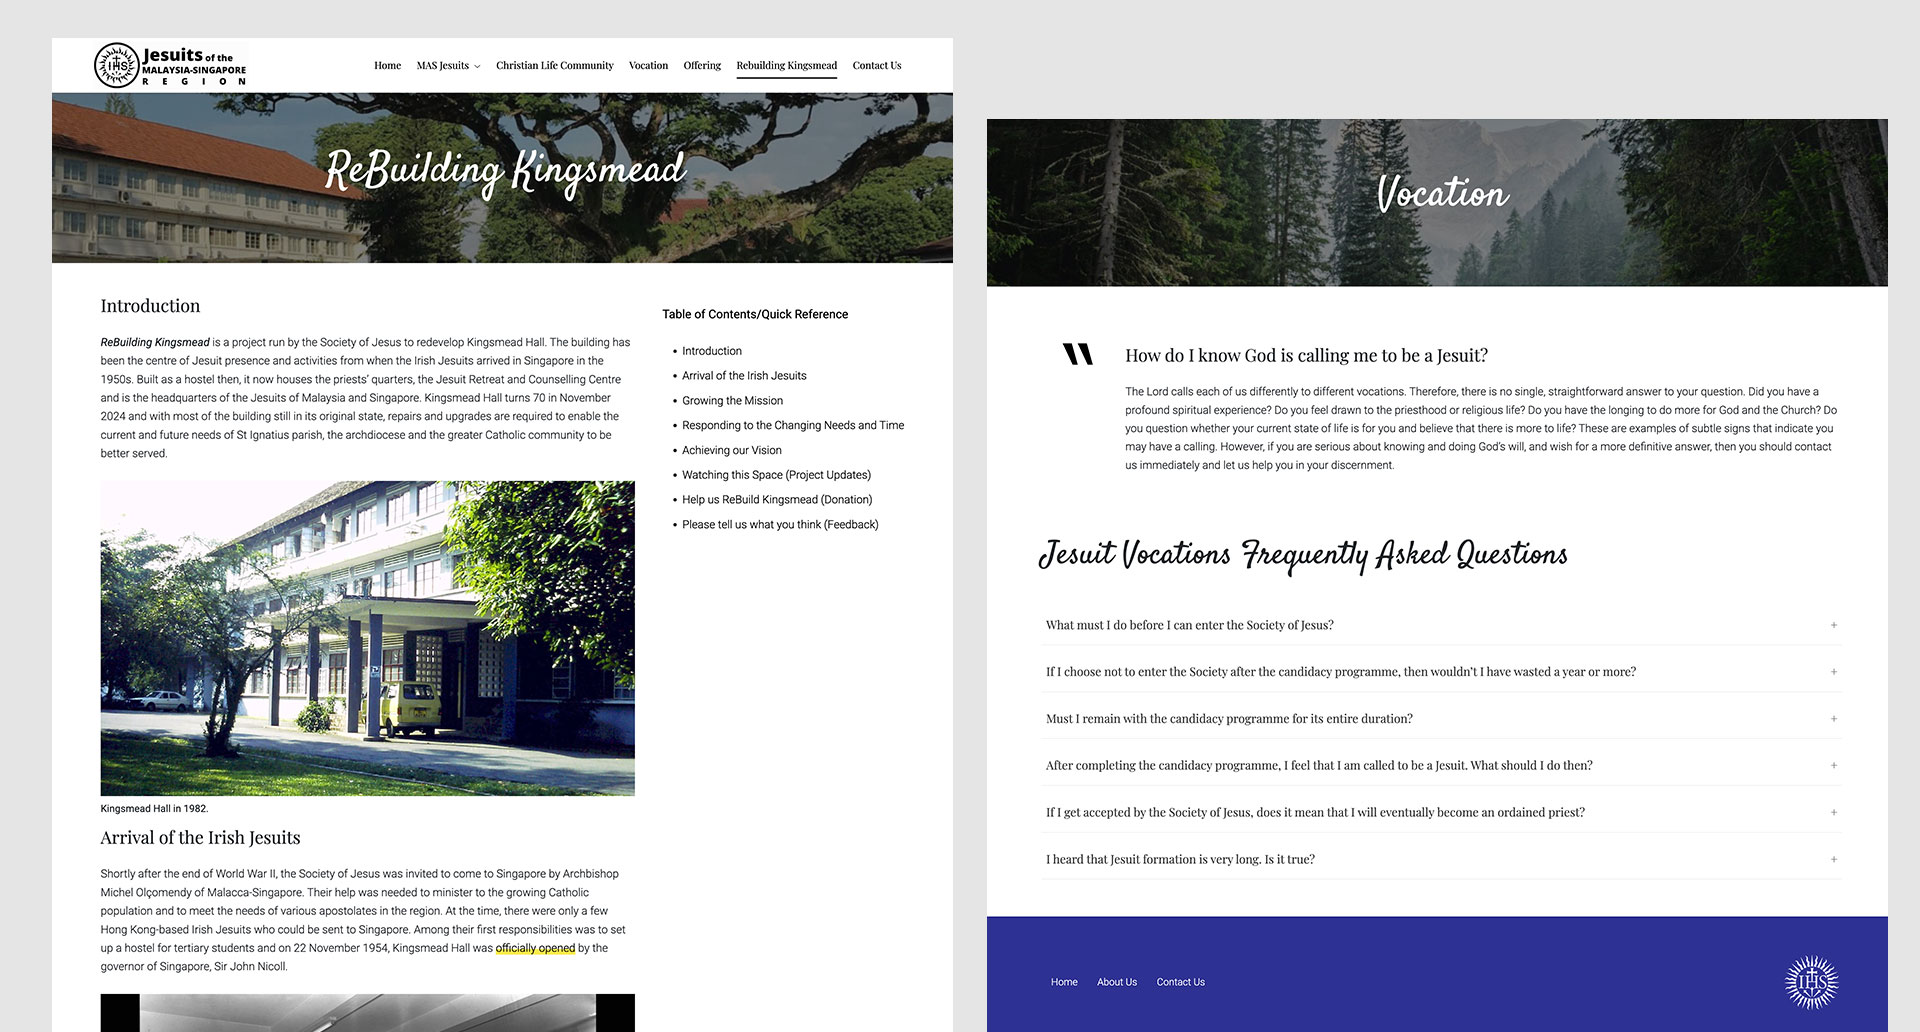 IHS
Jesuits of the
MALAYSIA-SINGAPORE
REGION
Home MAS Jesuits Christian Life Community Vocation Offering Rebuilding Kingsmead Contact Us
ReBuilding Kingsmead
Introduction
ReBuilding Kingsmead is a project run by the Society of Jesus to redevelop Kingsmead Hall. The building has
been the centre of Jesuit presence and activities from when the Irish Jesuits arrived in Singapore in the
1950s. Built as a hostel then, it now houses the priests’ quarters, the Jesuit Retreat and Counselling Centre
and is the headquarters of the Jesuits of Malaysia and Singapore. Kingsmead Hall turns 70 in November
2024 and with most of the building still in its original state, repairs and upgrades are required to enable the
current and future needs of St Ignatius parish, the archdiocese and the greater Catholic community to be
better served.
Kingsmead Hall in 1982.
Arrival of the Irish Jesuits
Shortly after the end of World War II, the Society of Jesus was invited to come to Singapore by Archbishop
Michel Olçomendy of Malacca-Singapore. Their help was needed to minister to the growing Catholic
population and to meet the needs of various apostolates in the region. At the time, there were only a few
Hong Kong-based Irish Jesuits who could be sent to Singapore. Among their first responsibilities was to set
up a hostel for tertiary students and on 22 November 1954, Kingsmead Hall was officially opened by the
governor of Singapore, Sir John Nicoll.
Table of Contents/Quick Reference
• Introduction
• Arrival of the Irish Jesuits
• Growing the Mission
• Responding to the Changing Needs and Time
• Achieving our Vision
• Watching this Space (Project Updates)
• Help us ReBuild Kingsmead (Donation)
• Please tell us what you think (Feedback)
Vocation
How do I know God is calling me to be a Jesuit?
The Lord calls each of us differently to different vocations. Therefore, there is no single, straightforward answer to your question. Did you have a
profound spiritual experience? Do you feel drawn to the priesthood or religious life? Do you have the longing to do more for God and the Church? Do
you question whether your current state of life is for you and believe that there is more to life? These are examples of subtle signs that indicate you
may have a calling. However, if you are serious about knowing and doing God’s will, and wish for a more definitive answer, then you should contact
us immediately and let us help you in your discernment.
Jesuit Vocations Frequently Asked Questions
What must I do before I can enter the Society of Jesus? +
If I choose not to enter the Society after the candidacy programme, then wouldn’t I have wasted a year or more? +
Must I remain with the candidacy programme for its entire duration? +
After completing the candidacy programme, I feel that I am called to be a Jesuit. What should I do then? +
If I get accepted by the Society of Jesus, does it mean that I will eventually become an ordained priest? +
I heard that Jesuit formation is very long. Is it true? +
Home About Us Contact Us
IHS